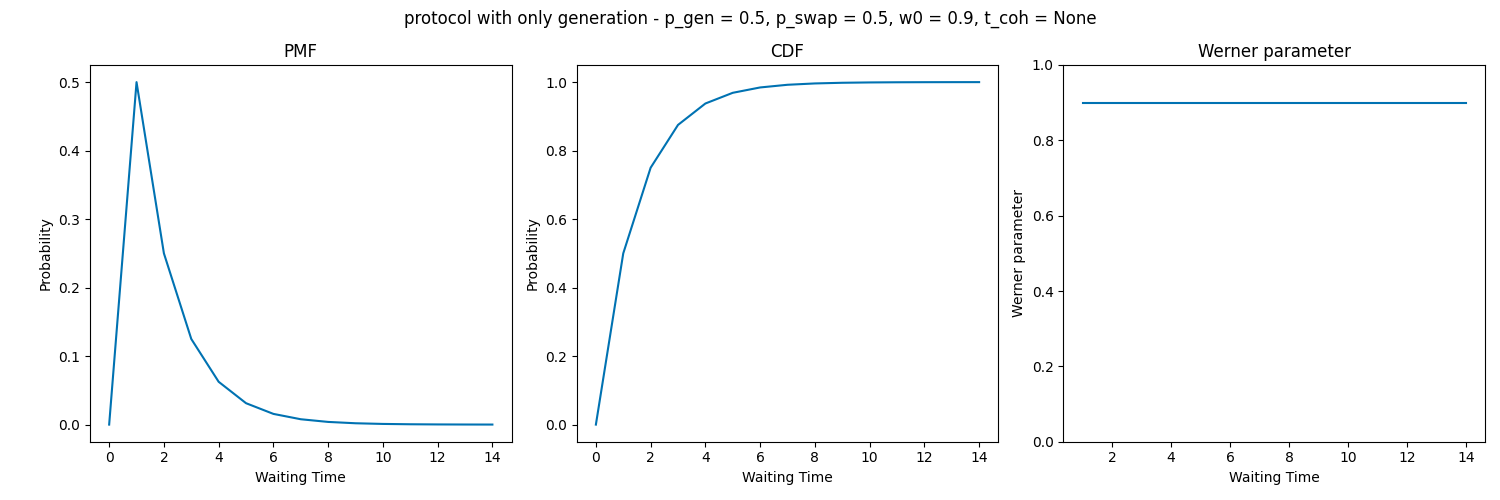 protocol with only generation - p_gen = 0.5, p_swap = 0.5, w0 = 0.9, t_coh = None
PMF
0.5
0.4
0.3
0.2
0.1
0.0
Probability
0 2 4 6 8 10 12 14
Waiting Time
CDF
1.0
0.8
0.6
0.4
0.2
0.0
Probability
0 2 4 6 8 10 12 14
Waiting Time
Werner parameter
1.0
0.8
0.6
0.4
0.2
0.0
Werner parameter
2 4 6 8 10 12 14
Waiting Time